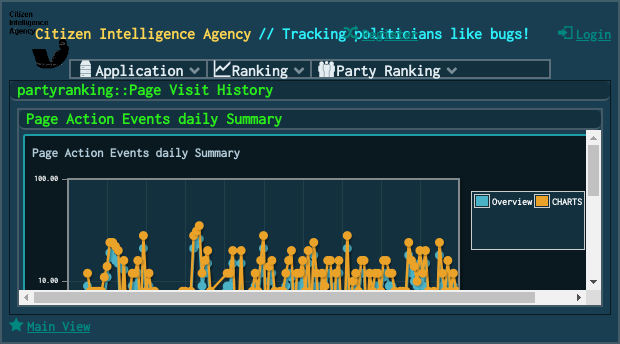 Citizen
Intelligence
Agency
Citizen Intelligence Agency // Tracking politicians like bugs!
Register
Login
Application
Ranking
Party Ranking
partyranking::Page Visit History
Page Action Events daily Summary
Page Action Events daily Summary
100.00
Overview
CHARTS
10.00
Main View